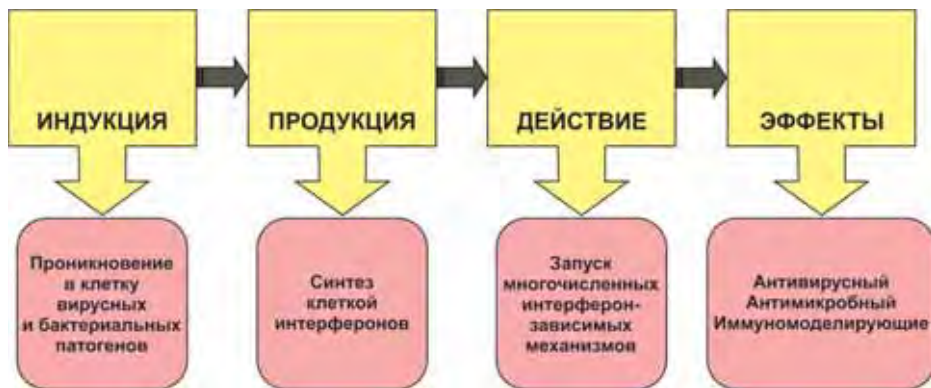 ИНДУКЦИЯ
ПРОДУКЦИЯ
ДЕЙСТВИЕ
ЭФФЕКТЫ
Проникновение
в клетку
вирусных
и бактериальных
патогенов
Синтез
клеткой
интерферонов
Запуск
многочисленных
интерферон-
зависимых
механизмов
Антивирусный
Антимикробный
Иммуномоделирующие